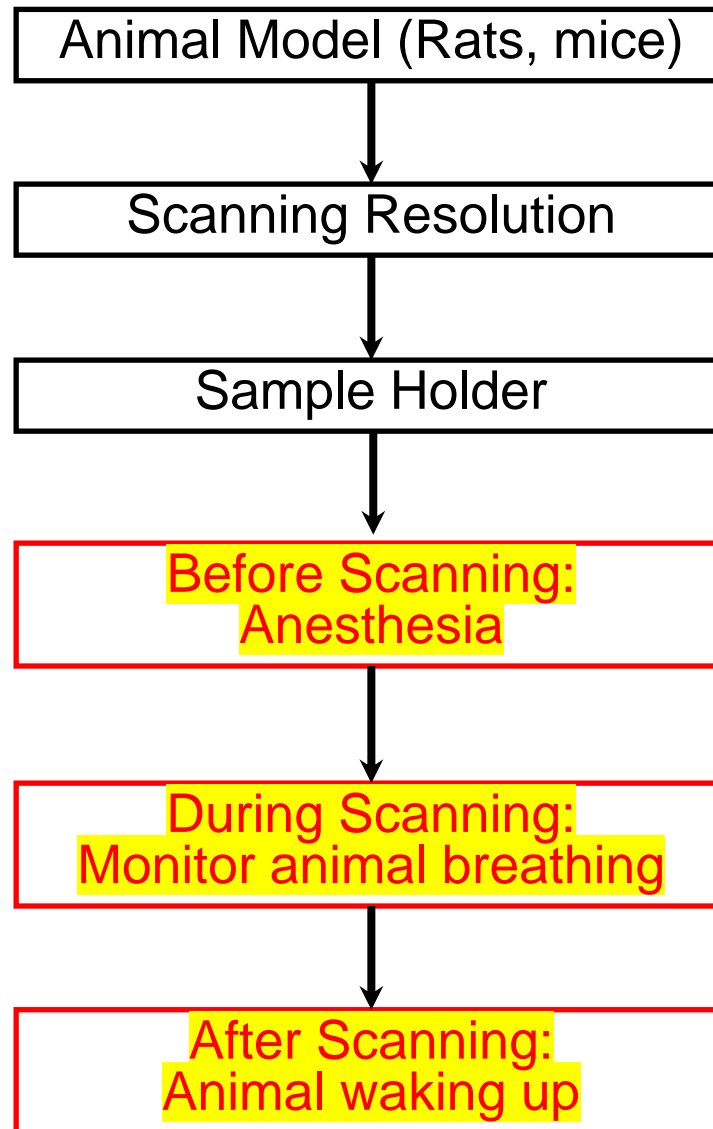 Animal Model (Rats, mice)
Scanning Resolution
Sample Holder
Before Scanning:
Anesthesia
During Scanning:
Monitor animal breathing
After Scanning:
Animal waking up